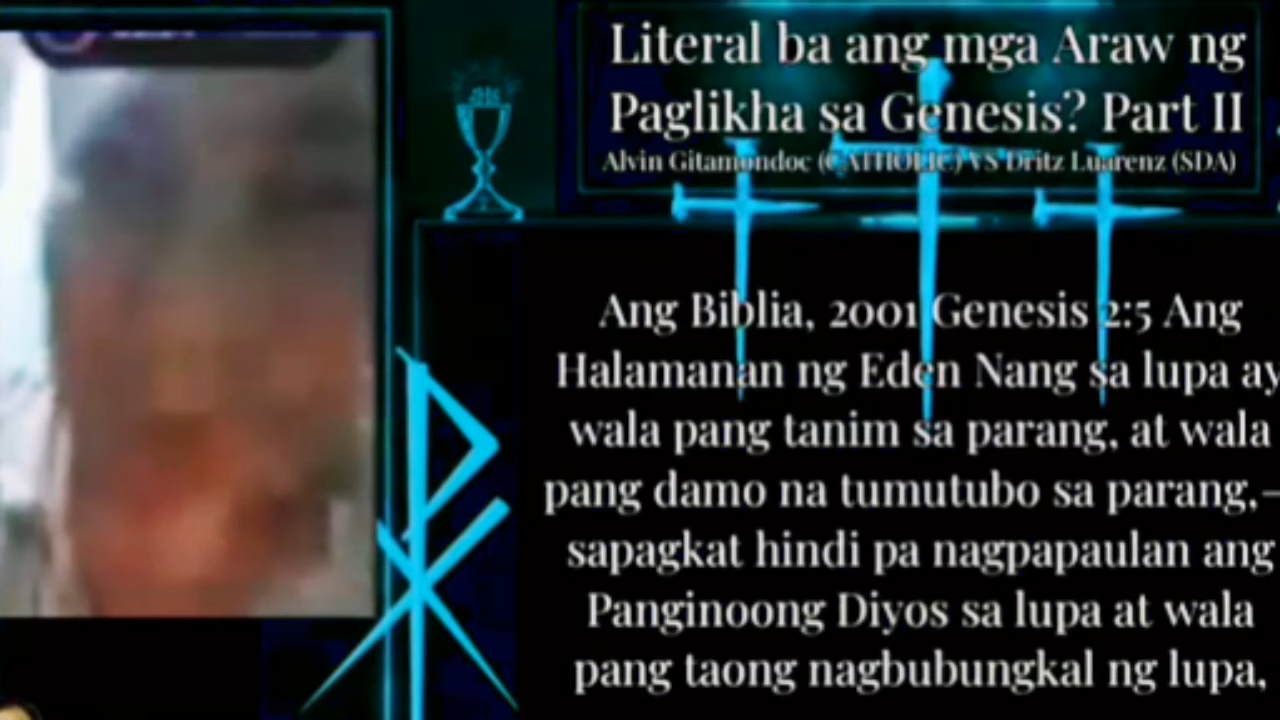 Literal ba ang mga Araw ng
Paglikha sa Genesis? Part II
Alvin Gitamondoc (CATHOLIC) VS Dritz Luarenz (SDA)
Ang Biblia, 2001 Genesis 2:5 Ang
Halamanan ng Eden Nang sa lupa ay
wala pang tanim sa parang, at wala
pang damo na tumutubo sa parang,—
sapagkat hindi pa nagpapaulan ang
Panginoong Diyos sa lupa at wala
pang taong nagbubungkal ng lupa,